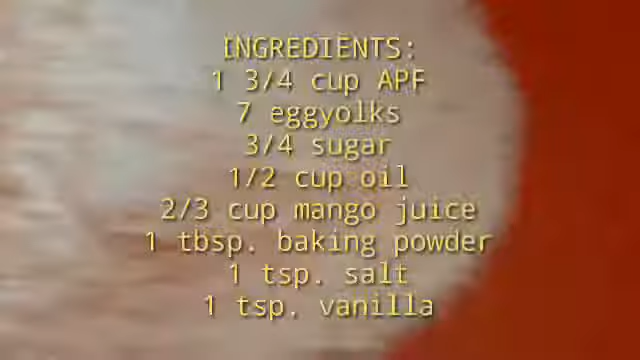 INGREDIENTS:
1 3/4 cup APF
7 eggyolks
3/4 sugar
1/2 cup oil
2/3 cup mango juice
1 tbsp. baking powder
1 tsp. salt
1 tsp. vanilla